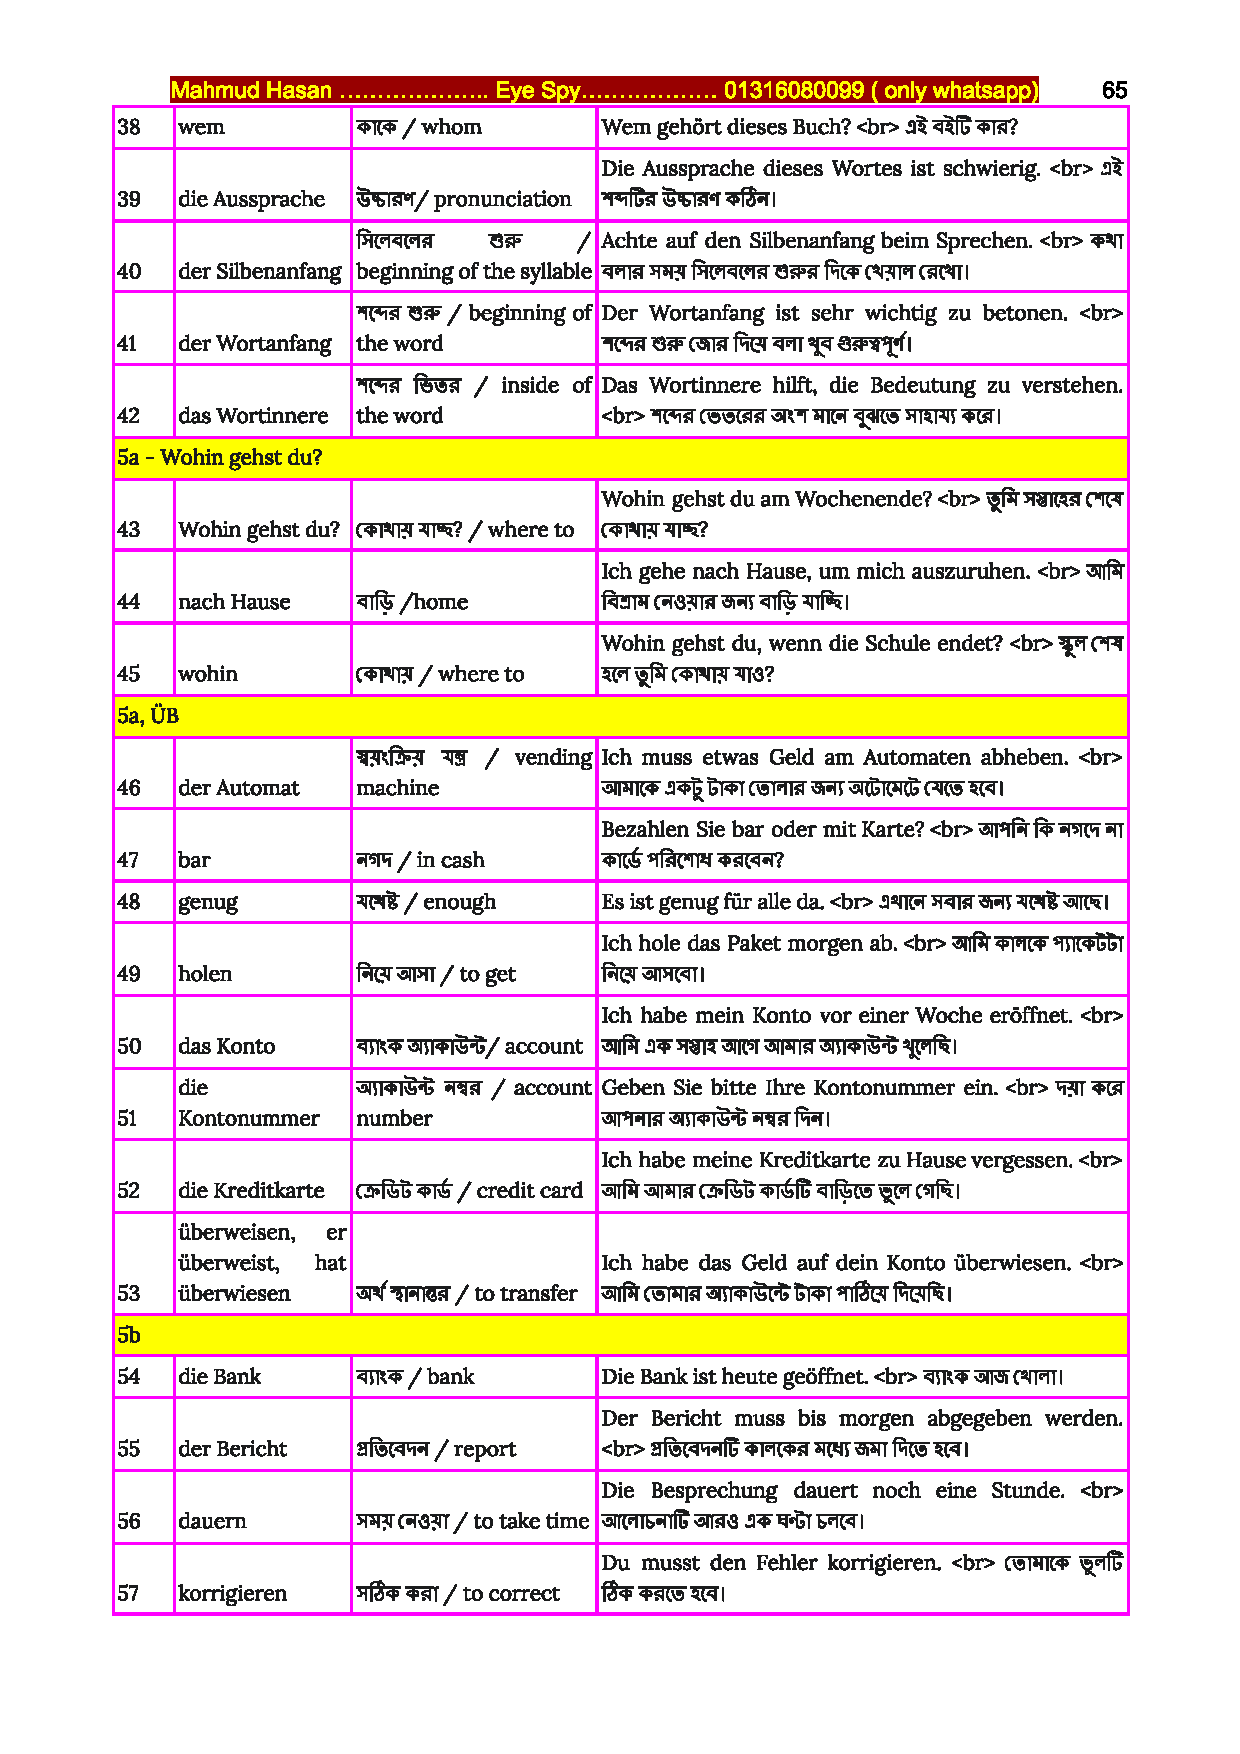 Mahmud Hasan ……………….. Eye Spy……………… 01316080099 ( only whatsapp) 65
38 wem কাকে / whom Wem gehört dieses Buch? <br> এই বইটি কার?
Die Aussprache dieses Wortes ist schwierig. <br> এই
39 die Aussprache উচ্চারণ/ pronunciation শব্দটির উচ্চারণ কঠিন।
সিলেবলের শুরু / Achte auf den Silbenanfang beim Sprechen. <br> কথা
40 der Silbenanfang beginning of the syllable বলার সময় সিলেবলের শুরুর দিকে খেয়াল রেখো।
শব্দের শুরু / beginning of Der Wortanfang ist sehr wichtig zu betonen. <br>
41 der Wortanfang the word শব্দের শুরু জোর দিয়ে বলা খুব গুরুত্বপূর্ণ।
শব্দের ভিতর / inside of Das Wortinnere hilft, die Bedeutung zu verstehen.
42 das Wortinnere the word <br> শব্দের ভেতরের অংশ মানে বুঝতে সাহায্য করে।
5a - Wohin gehst du?
Wohin gehst du am Wochenende? <br> তুমি সপ্তাহের শেষে
43 Wohin gehst du? কোথায় যাচ্ছ? / where to কোথায় যাচ্ছ?
Ich gehe nach Hause, um mich auszuruhen. <br> আমি
44 nach Hause বাড়ি /home বিশ্রাম নেওয়ার জন্য বাড়ি যাচ্ছি।
Wohin gehst du, wenn die Schule endet? <br> স্কুল শেষ
45 wohin কোথায় / where to হলে তুমি কোথায় যাও?
5a, ÜB
স্বয়ংক্রিয় যন্ত্র / vending Ich muss etwas Geld am Automaten abheben. <br>
46 der Automat machine আমাকে একটু টাকা তোলার জন্য অটোমেটে যেতে হবে।
Bezahlen Sie bar oder mit Karte? <br> আপনি কি নগদে না
47 bar নগদ / in cash কার্ডে পরিশোধ করবেন?
48 genug যথেষ্ট / enough Es ist genug für alle da. <br> এখানে সবার জন্য যথেষ্ট আছে।
Ich hole das Paket morgen ab. <br> আমি কালকে প্যাকেটটা
49 holen নিয়ে আসা / to get নিয়ে আসবো।
Ich habe mein Konto vor einer Woche eröffnet. <br>
50 das Konto ব্যাংক অ্যাকাউন্ট/ account আমি এক সপ্তাহ আগে আমার অ্যাকাউন্ট খুলেছি।
die অ্যাকাউন্ট নম্বর / account Geben Sie bitte Ihre Kontonummer ein. <br> দয়া করে
51 Kontonummer number আপনার অ্যাকাউন্ট নম্বর দিন।
Ich habe meine Kreditkarte zu Hause vergessen. <br>
52 die Kreditkarte ক্রেডিট কার্ড / credit card আমি আমার ক্রেডিট কার্ডটি বাড়িতে ভুলে গেছি।
überweisen, er
überweist, hat Ich habe das Geld auf dein Konto überwiesen. <br>
53 überwiesen অর্থ স্থানান্তর / to transfer আমি তোমার অ্যাকাউন্টে টাকা পাঠিয়ে দিয়েছি।
5b
54 die Bank ব্যাংক / bank Die Bank ist heute geöffnet. <br> ব্যাংক আজ খোলা।
Der Bericht muss bis morgen abgegeben werden.
55 der Bericht প্রতিবেদন / report <br> প্রতিবেদনটি কালকের মধ্যে জমা দিতে হবে।
Die Besprechung dauert noch eine Stunde. <br>
56 dauern সময় নেওয়া / to take time আলোচনাটি আরও এক ঘণ্টা চলবে।
Du musst den Fehler korrigieren. <br> তোমাকে ভুলটি
57 korrigieren সঠিক করা / to correct ঠিক করতে হবে।